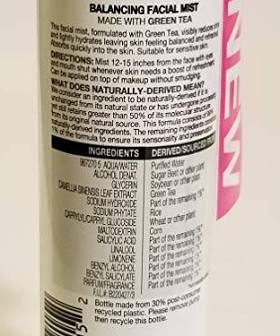 BALANCING FACIAL MIST
MADE WITH GREEN TEA
This facial mist, formulated with Green Tea, visibly reduces
and lightly hydrates leaving skin feeling balanced and refreshed
Absorbs quickly into the skin. Suitable for sensitive skin.
DIRECTIONS: Mist 12-15 inches from the face with eyes
and mouth shut whenever skin needs a boost of refreshment.
Can be applied on top of makeup without smudging.
WHAT DOES NATURALLY-DERIVED MEAN?
We consider an ingredient to be naturally-derived if it is
unchanged from its natural state or has undergone processing
yet still retains greater than 50% of its molecular structure
from its original natural source. This formula consists of
naturally-derived ingredients. The remaining ingredients
1% of the formula to ensure its sensoriality and preservation
NEW
INGREDIENTS DERIVED/SOURCED FROM
967270 5 AQUA/WATER Purified Water
ALCOHOL DENAT. Sugar Beet or other plant
GLYCERIN Soybean or other plant
CAMELLIA SINENSIS LEAF EXTRACT Green Tea
SODIUM HYDROXIDE Part of the remaining 1%*
SODIUM PHYTATE Rice
CAPRYLYL/CAPRYL GLUCOSIDE Wheat or other plant
MALTODEXTRIN Corn
SALICYLIC ACID Part of the remaining
LINALOOL Part of the remaining
LIMONENE Part of the remaining
BENZYL ALCOHOL Part of the remaining
BENZYL SALICYLATE Part of the remaining
PARFUM/FRAGRANCE Part of the remaining
F.I.L.# B220427/3
Bottle made from 30% post-consumer
recycled plastic. Please remove pump
then recycle this bottle.